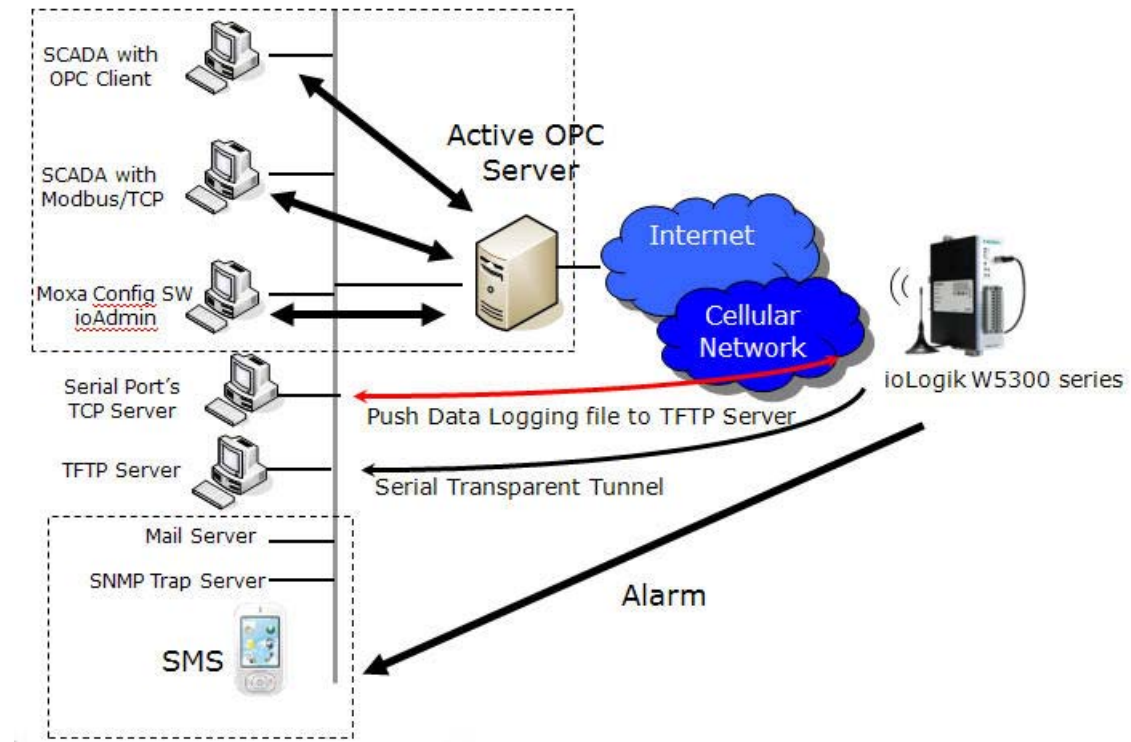 SCADA with
OPC Client
Active OPC
Server
SCADA with
Modbus/TCP
Internet
Moxa Config SW
ioAdmin
Cellular
Network
ioLogik W5300 series
Serial Port's
TCP Server
Push Data Logging file to TFTP Server
TFTP Server
Serial Transparent Tunnel
Mail Server
SNMP Trap Server
Alarm
SMS